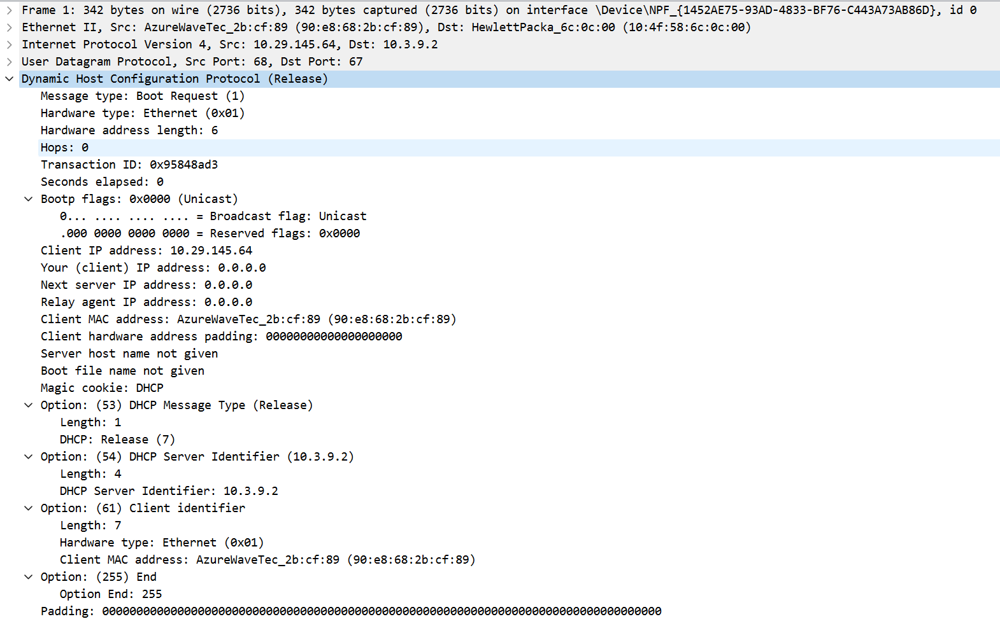 Frame 1: 342 bytes on wire (2736 bits), 342 bytes captured (2736 bits) on interface \Device\NPF_{1452AE75-93AD-4833-BF76-C443A73AB86D}, id 0
Ethernet II, Src: AzureWaveTec_2b:cf:89 (90:e8:68:2b:cf:89), Dst: HewlettPacka_6c:0c:00 (10:4f:58:6c:0c:00)
Internet Protocol Version 4, Src: 10.29.145.64, Dst: 10.3.9.2
User Datagram Protocol, Src Port: 68, Dst Port: 67
Dynamic Host Configuration Protocol (Release)
Message type: Boot Request (1)
Hardware type: Ethernet (0x01)
Hardware address length: 6
Hops: 0
Transaction ID: 0x95848ad3
Seconds elapsed: 0
Bootp flags: 0x0000 (Unicast)
0... .... .... .... = Broadcast flag: Unicast
.000 0000 0000 0000 = Reserved flags: 0x0000
Client IP address: 10.29.145.64
Your (client) IP address: 0.0.0.0
Next server IP address: 0.0.0.0
Relay agent IP address: 0.0.0.0
Client MAC address: AzureWaveTec_2b:cf:89 (90:e8:68:2b:cf:89)
Client hardware address padding: 00000000000000000000
Server host name not given
Boot file name not given
Magic cookie: DHCP
Option: (53) DHCP Message Type (Release)
Length: 1
DHCP: Release (7)
Option: (54) DHCP Server Identifier (10.3.9.2)
Length: 4
DHCP Server Identifier: 10.3.9.2
Option: (61) Client identifier
Length: 7
Hardware type: Ethernet (0x01)
Client MAC address: AzureWaveTec_2b:cf:89 (90:e8:68:2b:cf:89)
Option: (255) End
Option End: 255
Padding: 0000000000000000000000000000000000000000000000000000000000000000000000000000000000